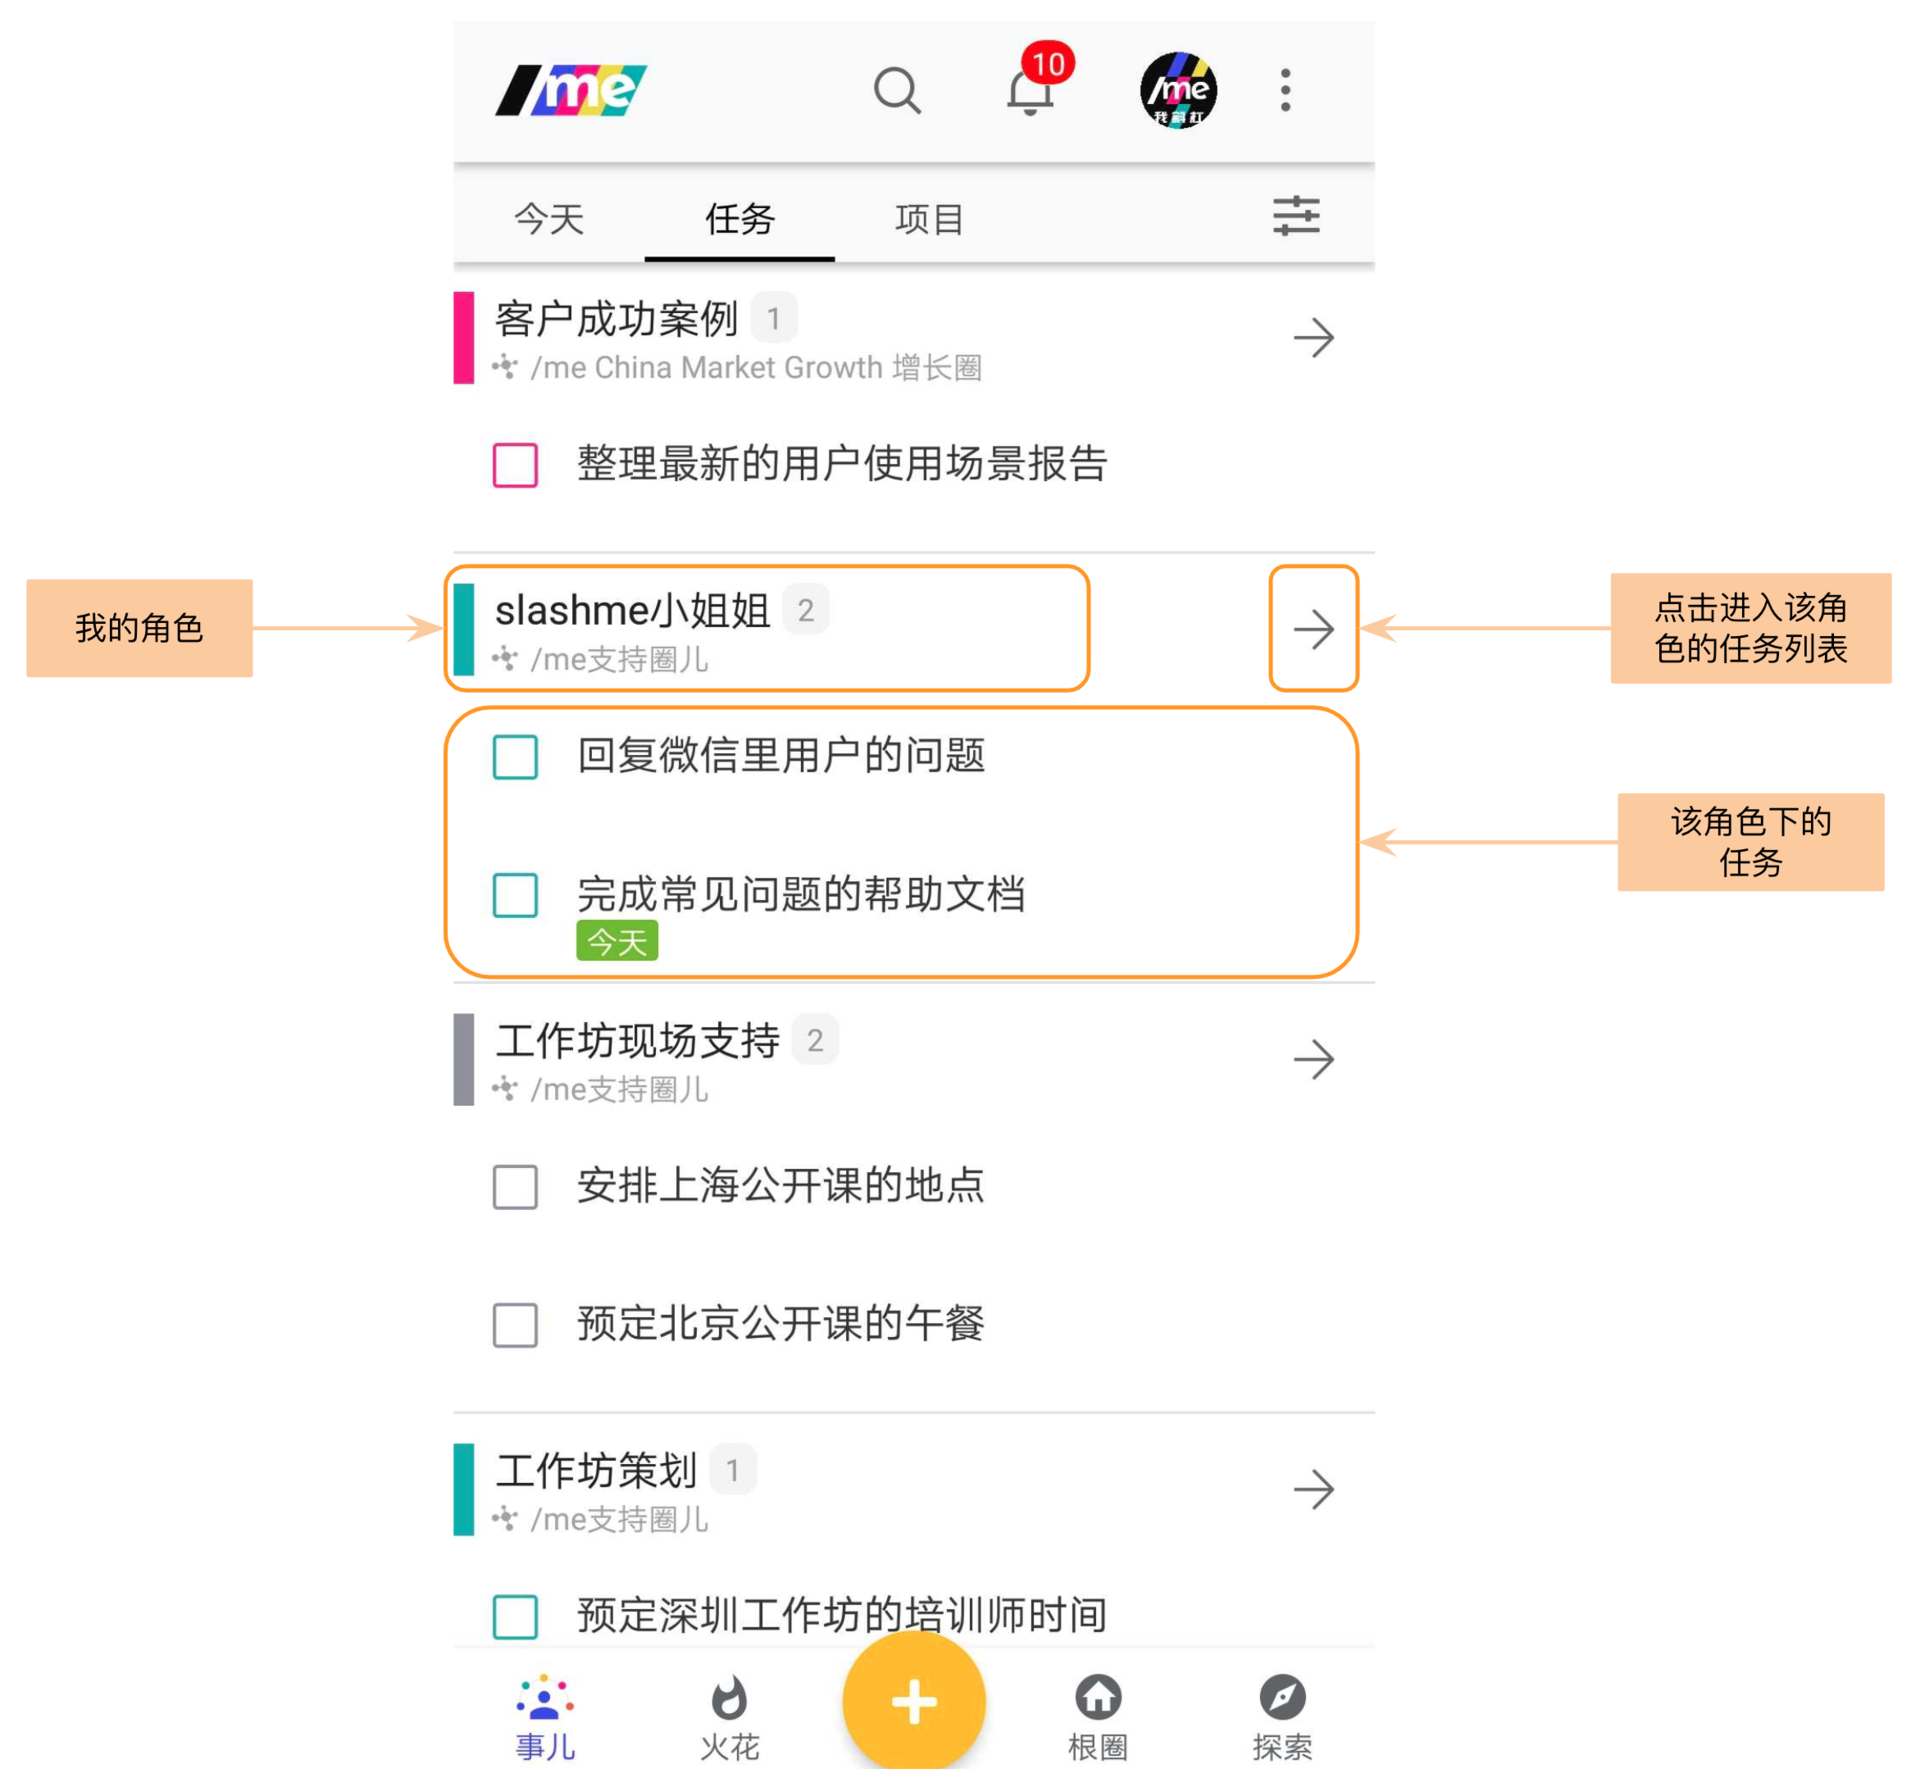 /me
10
/me
我斜杠
今天 任务 项目
客户成功案例 1
/me China Market Growth 增长圈
整理最新的用户使用场景报告
我的角色
slashme小姐姐 2
/me支持圈儿
点击进入该角
色的任务列表
回复微信里用户的问题
完成常见问题的帮助文档
今天
该角色下的
任务
工作坊现场支持 2
/me支持圈儿
安排上海公开课的地点
预定北京公开课的午餐
工作坊策划 1
/me支持圈儿
预定深圳工作坊的培训师时间
事儿 火花 根圈 探索